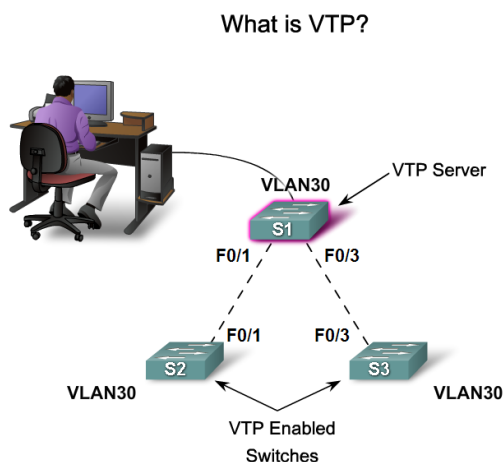 What is VTP?
VTP Server
VLAN30
S1
F0/1
F0/3
F0/1
F0/3
S2
S3
VLAN30
VLAN30
VTP Enabled
Switches